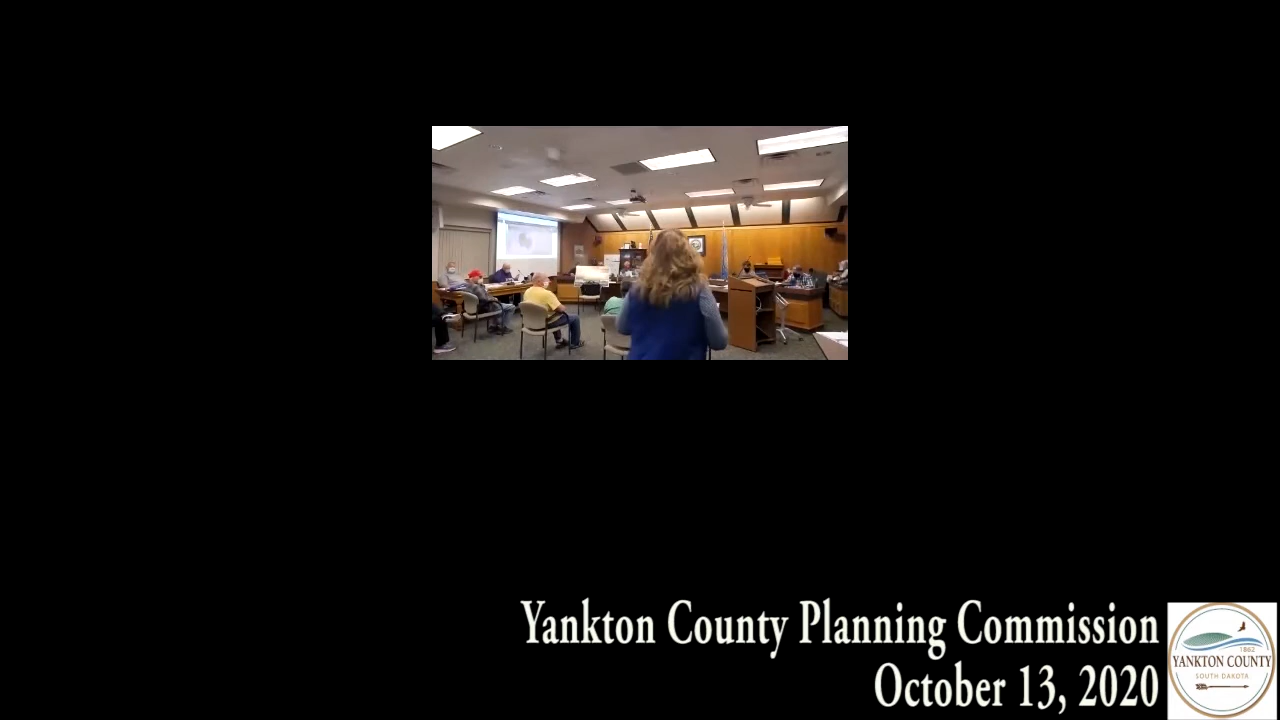 Yankton County Planning Commission
October 13, 2020
1862
YANKTON COUNTY
SOUTH DAKOTA